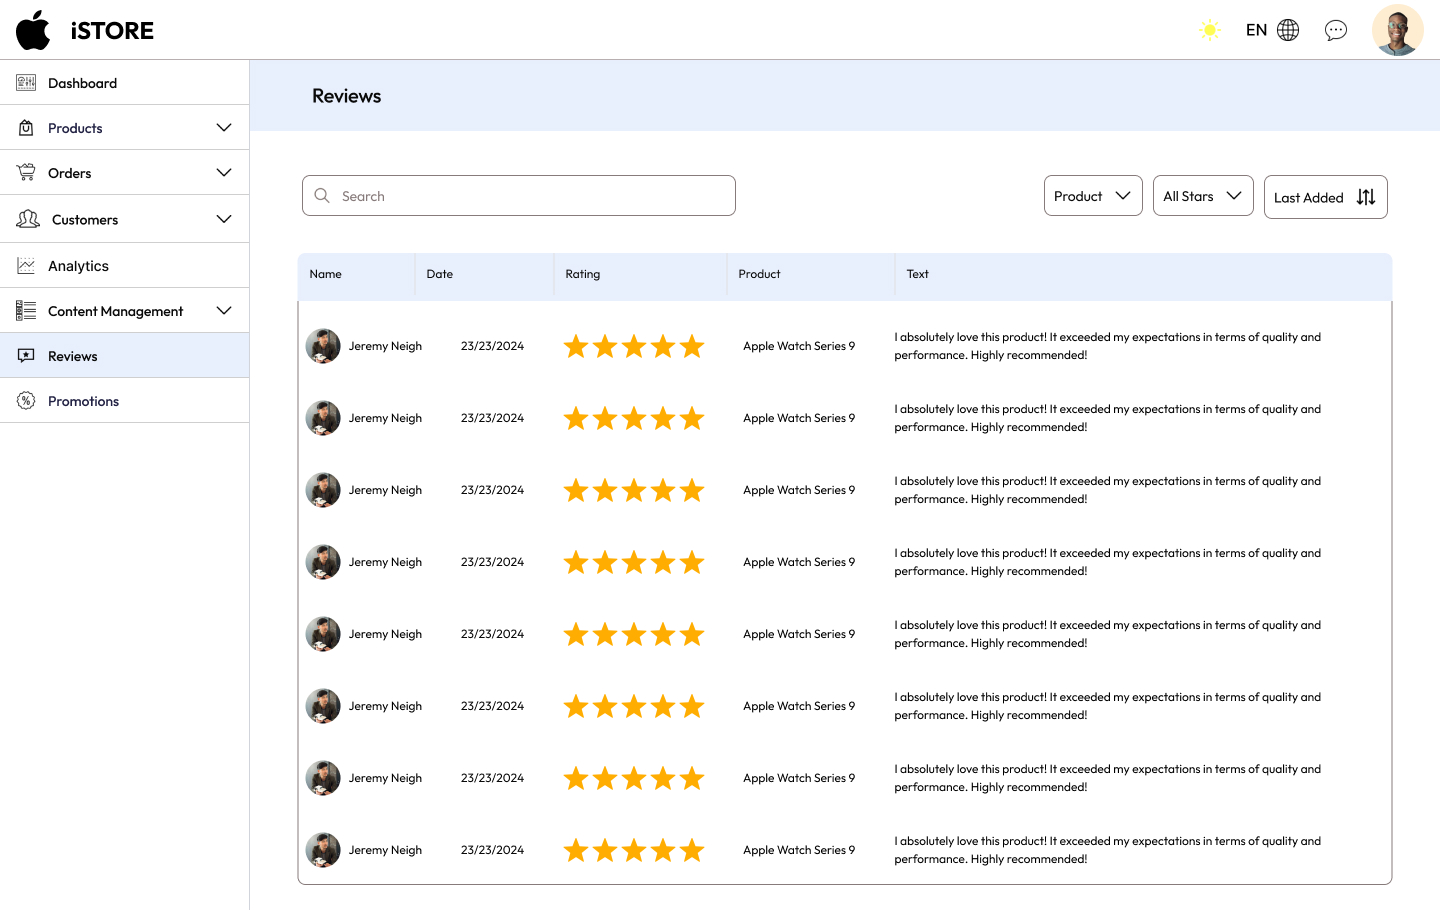 iSTORE
EN
Dashboard
Products
Orders
Customers
Analytics
Content Management
Reviews
Promotions
Reviews
Search
Product
All Stars
Last Added
Name Date Rating Product Text
Jeremy Neigh 23/23/2024 Apple Watch Series 9 I absolutely love this product! It exceeded my expectations in terms of quality and
performance. Highly recommended!
Jeremy Neigh 23/23/2024 Apple Watch Series 9 I absolutely love this product! It exceeded my expectations in terms of quality and
performance. Highly recommended!
Jeremy Neigh 23/23/2024 Apple Watch Series 9 I absolutely love this product! It exceeded my expectations in terms of quality and
performance. Highly recommended!
Jeremy Neigh 23/23/2024 Apple Watch Series 9 I absolutely love this product! It exceeded my expectations in terms of quality and
performance. Highly recommended!
Jeremy Neigh 23/23/2024 Apple Watch Series 9 I absolutely love this product! It exceeded my expectations in terms of quality and
performance. Highly recommended!
Jeremy Neigh 23/23/2024 Apple Watch Series 9 I absolutely love this product! It exceeded my expectations in terms of quality and
performance. Highly recommended!
Jeremy Neigh 23/23/2024 Apple Watch Series 9 I absolutely love this product! It exceeded my expectations in terms of quality and
performance. Highly recommended!
Jeremy Neigh 23/23/2024 Apple Watch Series 9 I absolutely love this product! It exceeded my expectations in terms of quality and
performance. Highly recommended!